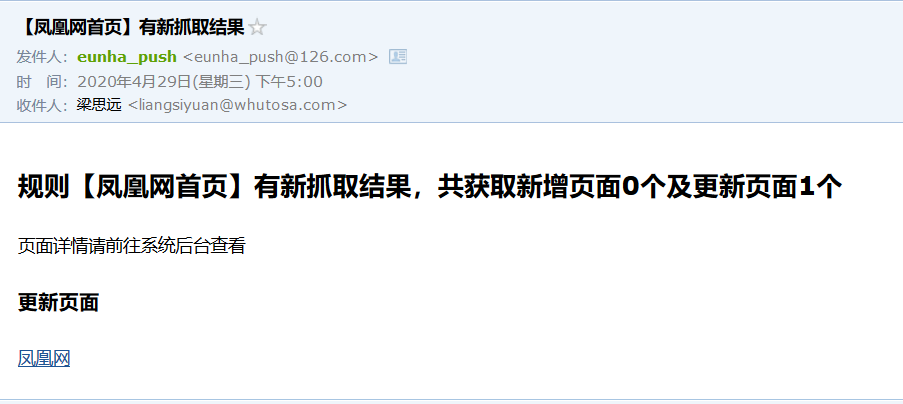 【凤凰网首页】有新抓取结果
发件人：eunha_push <eunha_push@126.com>
时 间：2020年4月29日(星期三) 下午5:00
收件人：梁思远 <liangsiyuan@whutosa.com>
规则【凤凰网首页】有新抓取结果，共获取新增页面0个及更新页面1个
页面详情请前往系统后台查看
更新页面
凤凰网